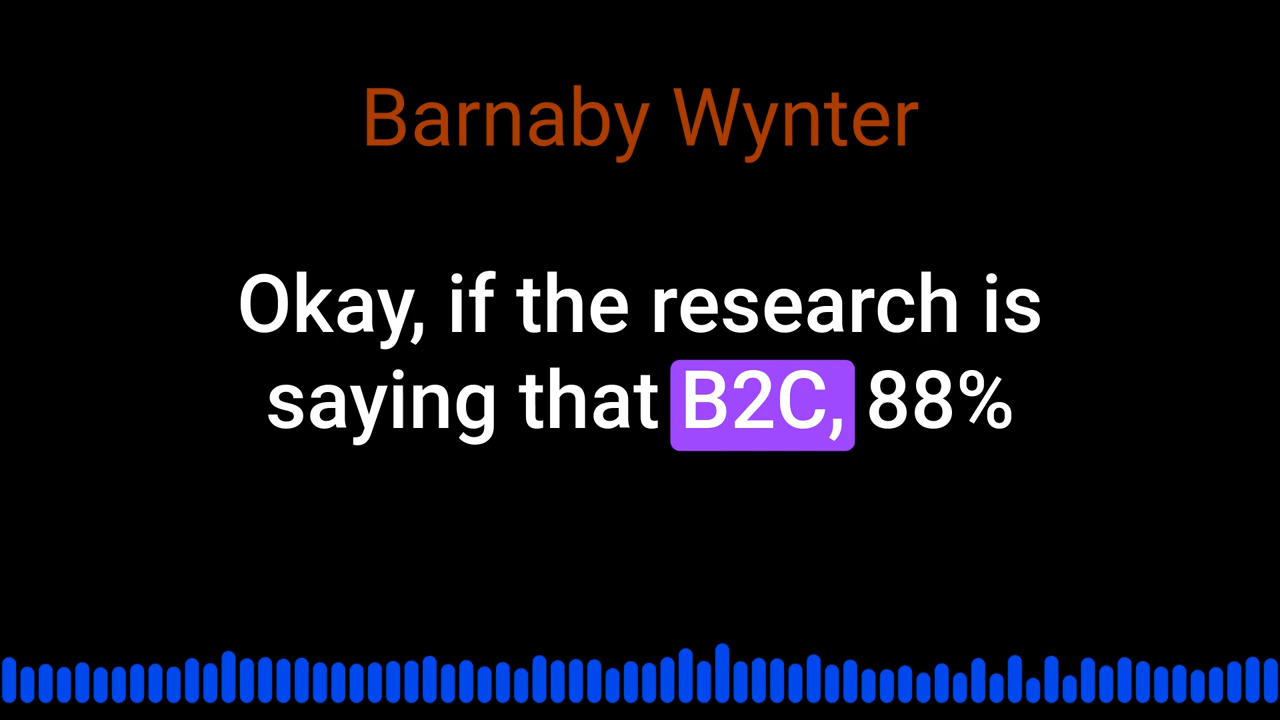 Barnaby Wynter
Okay, if the research is
saying that B2C, 88%